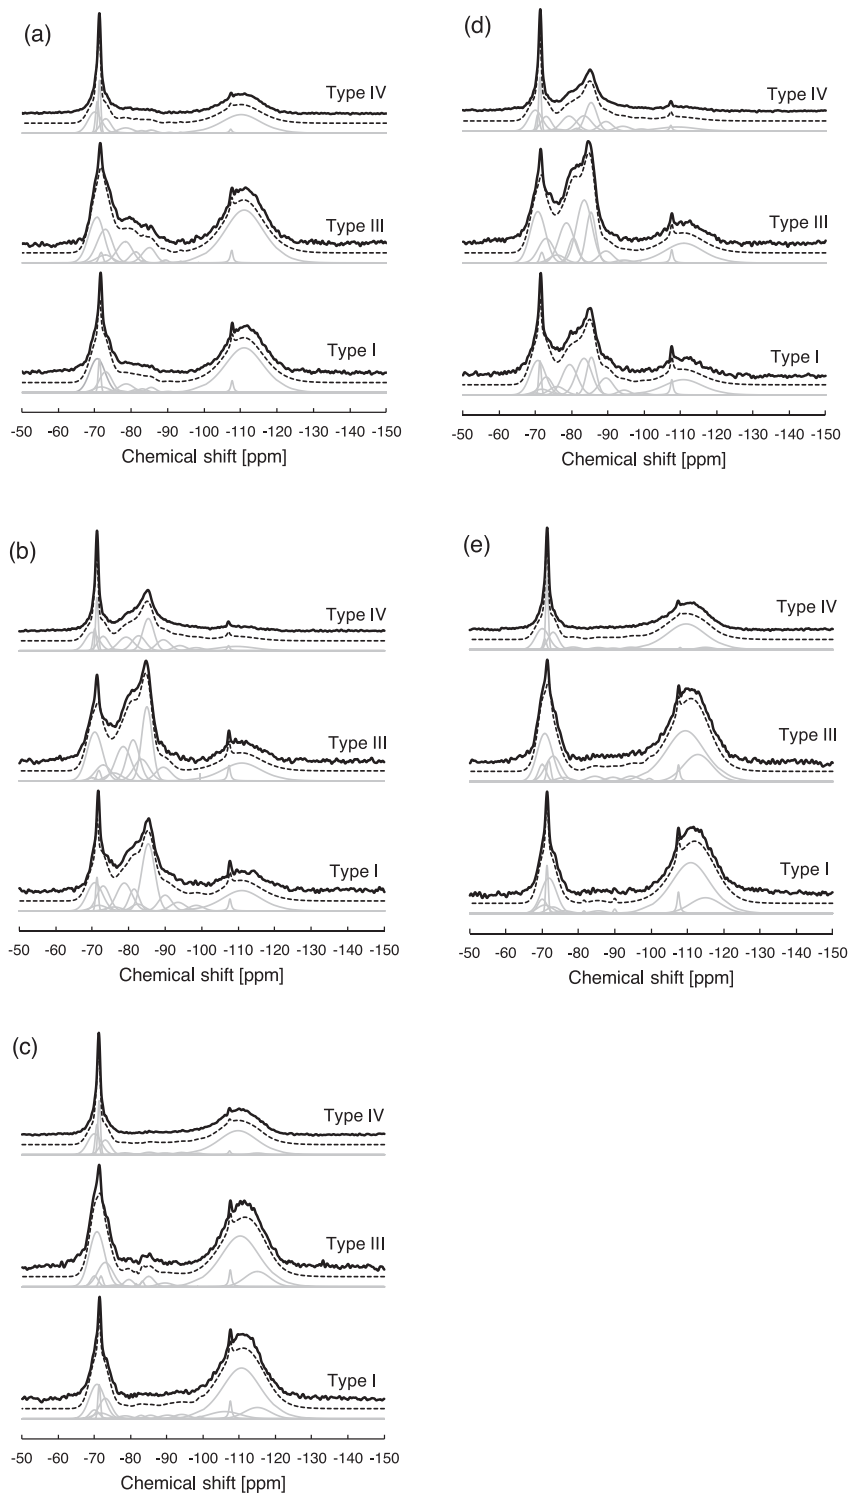 (a)
Type IV
Type III
Type I
-50 -60 -70 -80 -90 -100 -110 -120 -130 -140 -150
Chemical shift [ppm]
(d)
Type IV
Type III
Type I
-50 -60 -70 -80 -90 -100 -110 -120 -130 -140 -150
Chemical shift [ppm]
(b)
Type IV
Type III
Type I
-50 -60 -70 -80 -90 -100 -110 -120 -130 -140 -150
Chemical shift [ppm]
(e)
Type IV
Type III
Type I
-50 -60 -70 -80 -90 -100 -110 -120 -130 -140 -150
Chemical shift [ppm]
(c)
Type IV
Type III
Type I
-50 -60 -70 -80 -90 -100 -110 -120 -130 -140 -150
Chemical shift [ppm]